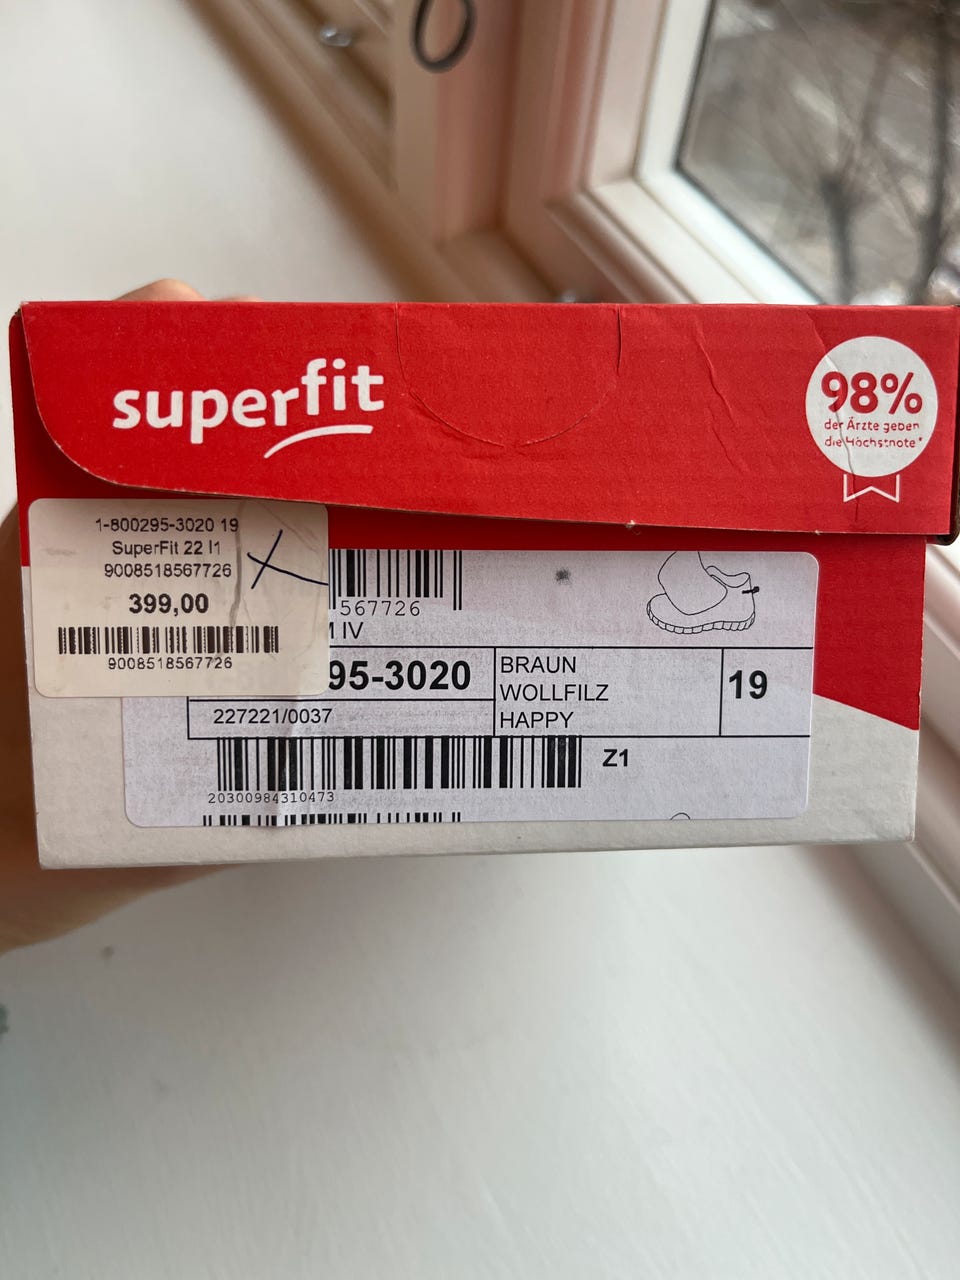 superfit
98%
der Ärzte geben
die Höchstnote*
1-800295-3020 19
SuperFit 22 I1
9008518567726
399,00
9008518567726
567726
IV
95-3020
BRAUN
WOLLFILZ
HAPPY
19
227221/0037
Z1
20300984310473